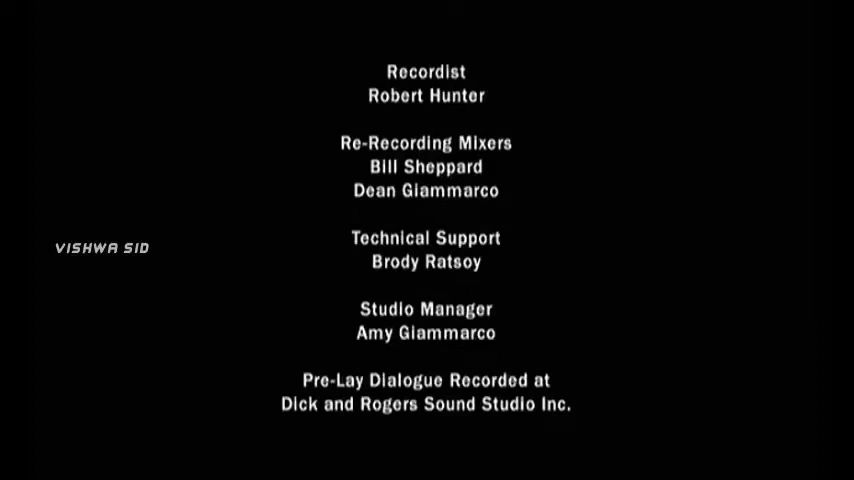 Recordist
Robert Hunter
Re-Recording Mixers
Bill Sheppard
Dean Giammarco
VISHWA SID
Technical Support
Brody Ratsoy
Studio Manager
Amy Giammarco
Pre-Lay Dialogue Recorded at
Dick and Rogers Sound Studio Inc.